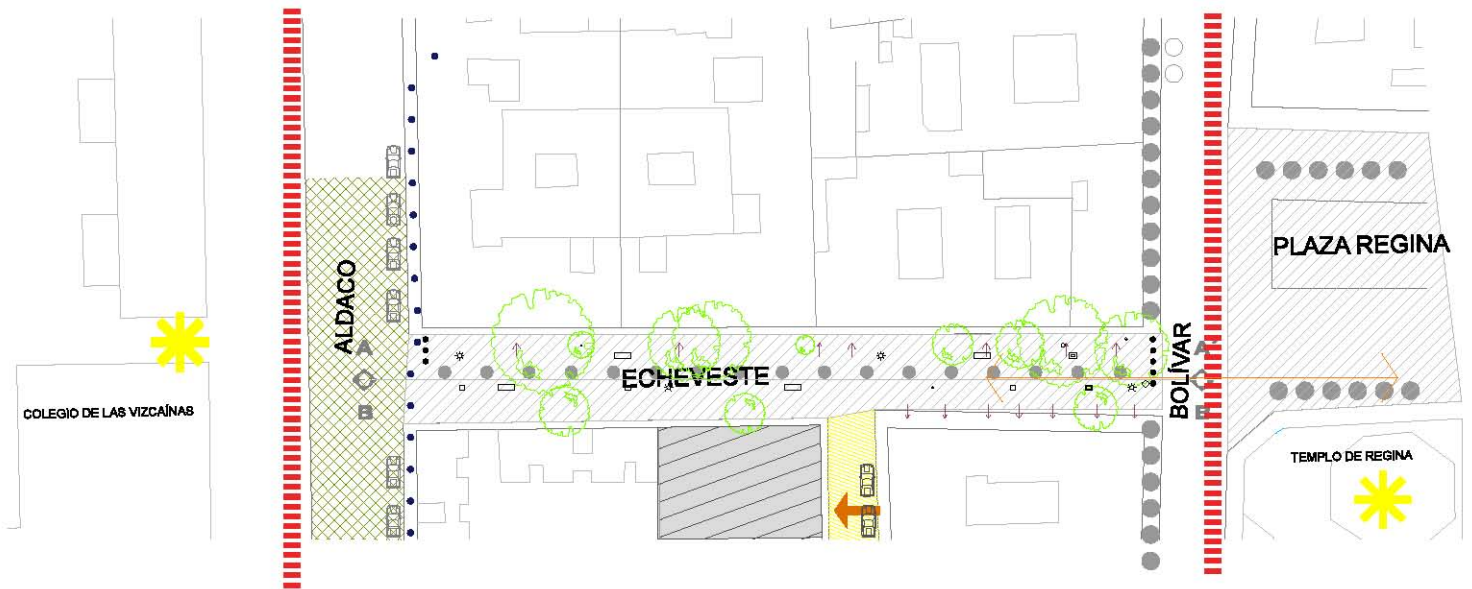 PLAZA REGINA
ALDACO
A
A'
ECHEVESTE
BOLÍVAR
COLEGIO DE LAS VIZCAÍNAS
B
B'
TEMPLO DE REGINA